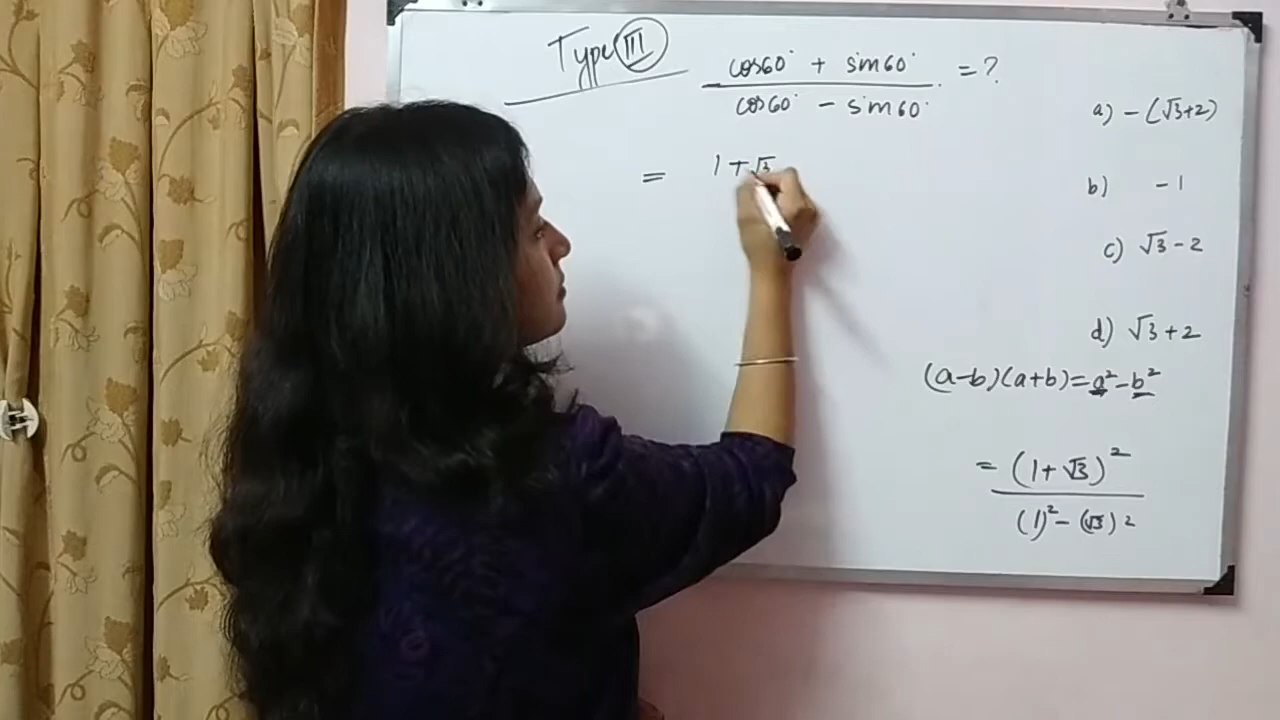 Type III
cos60° + sin60° = ?
cos60° - sin60°
a) -(√3+2)
= 1 + √3
b) -1
c) √3 - 2
d) √3 + 2
(a-b)(a+b) = a² - b²
= (1 + √3)²
(1)² - (√3)2